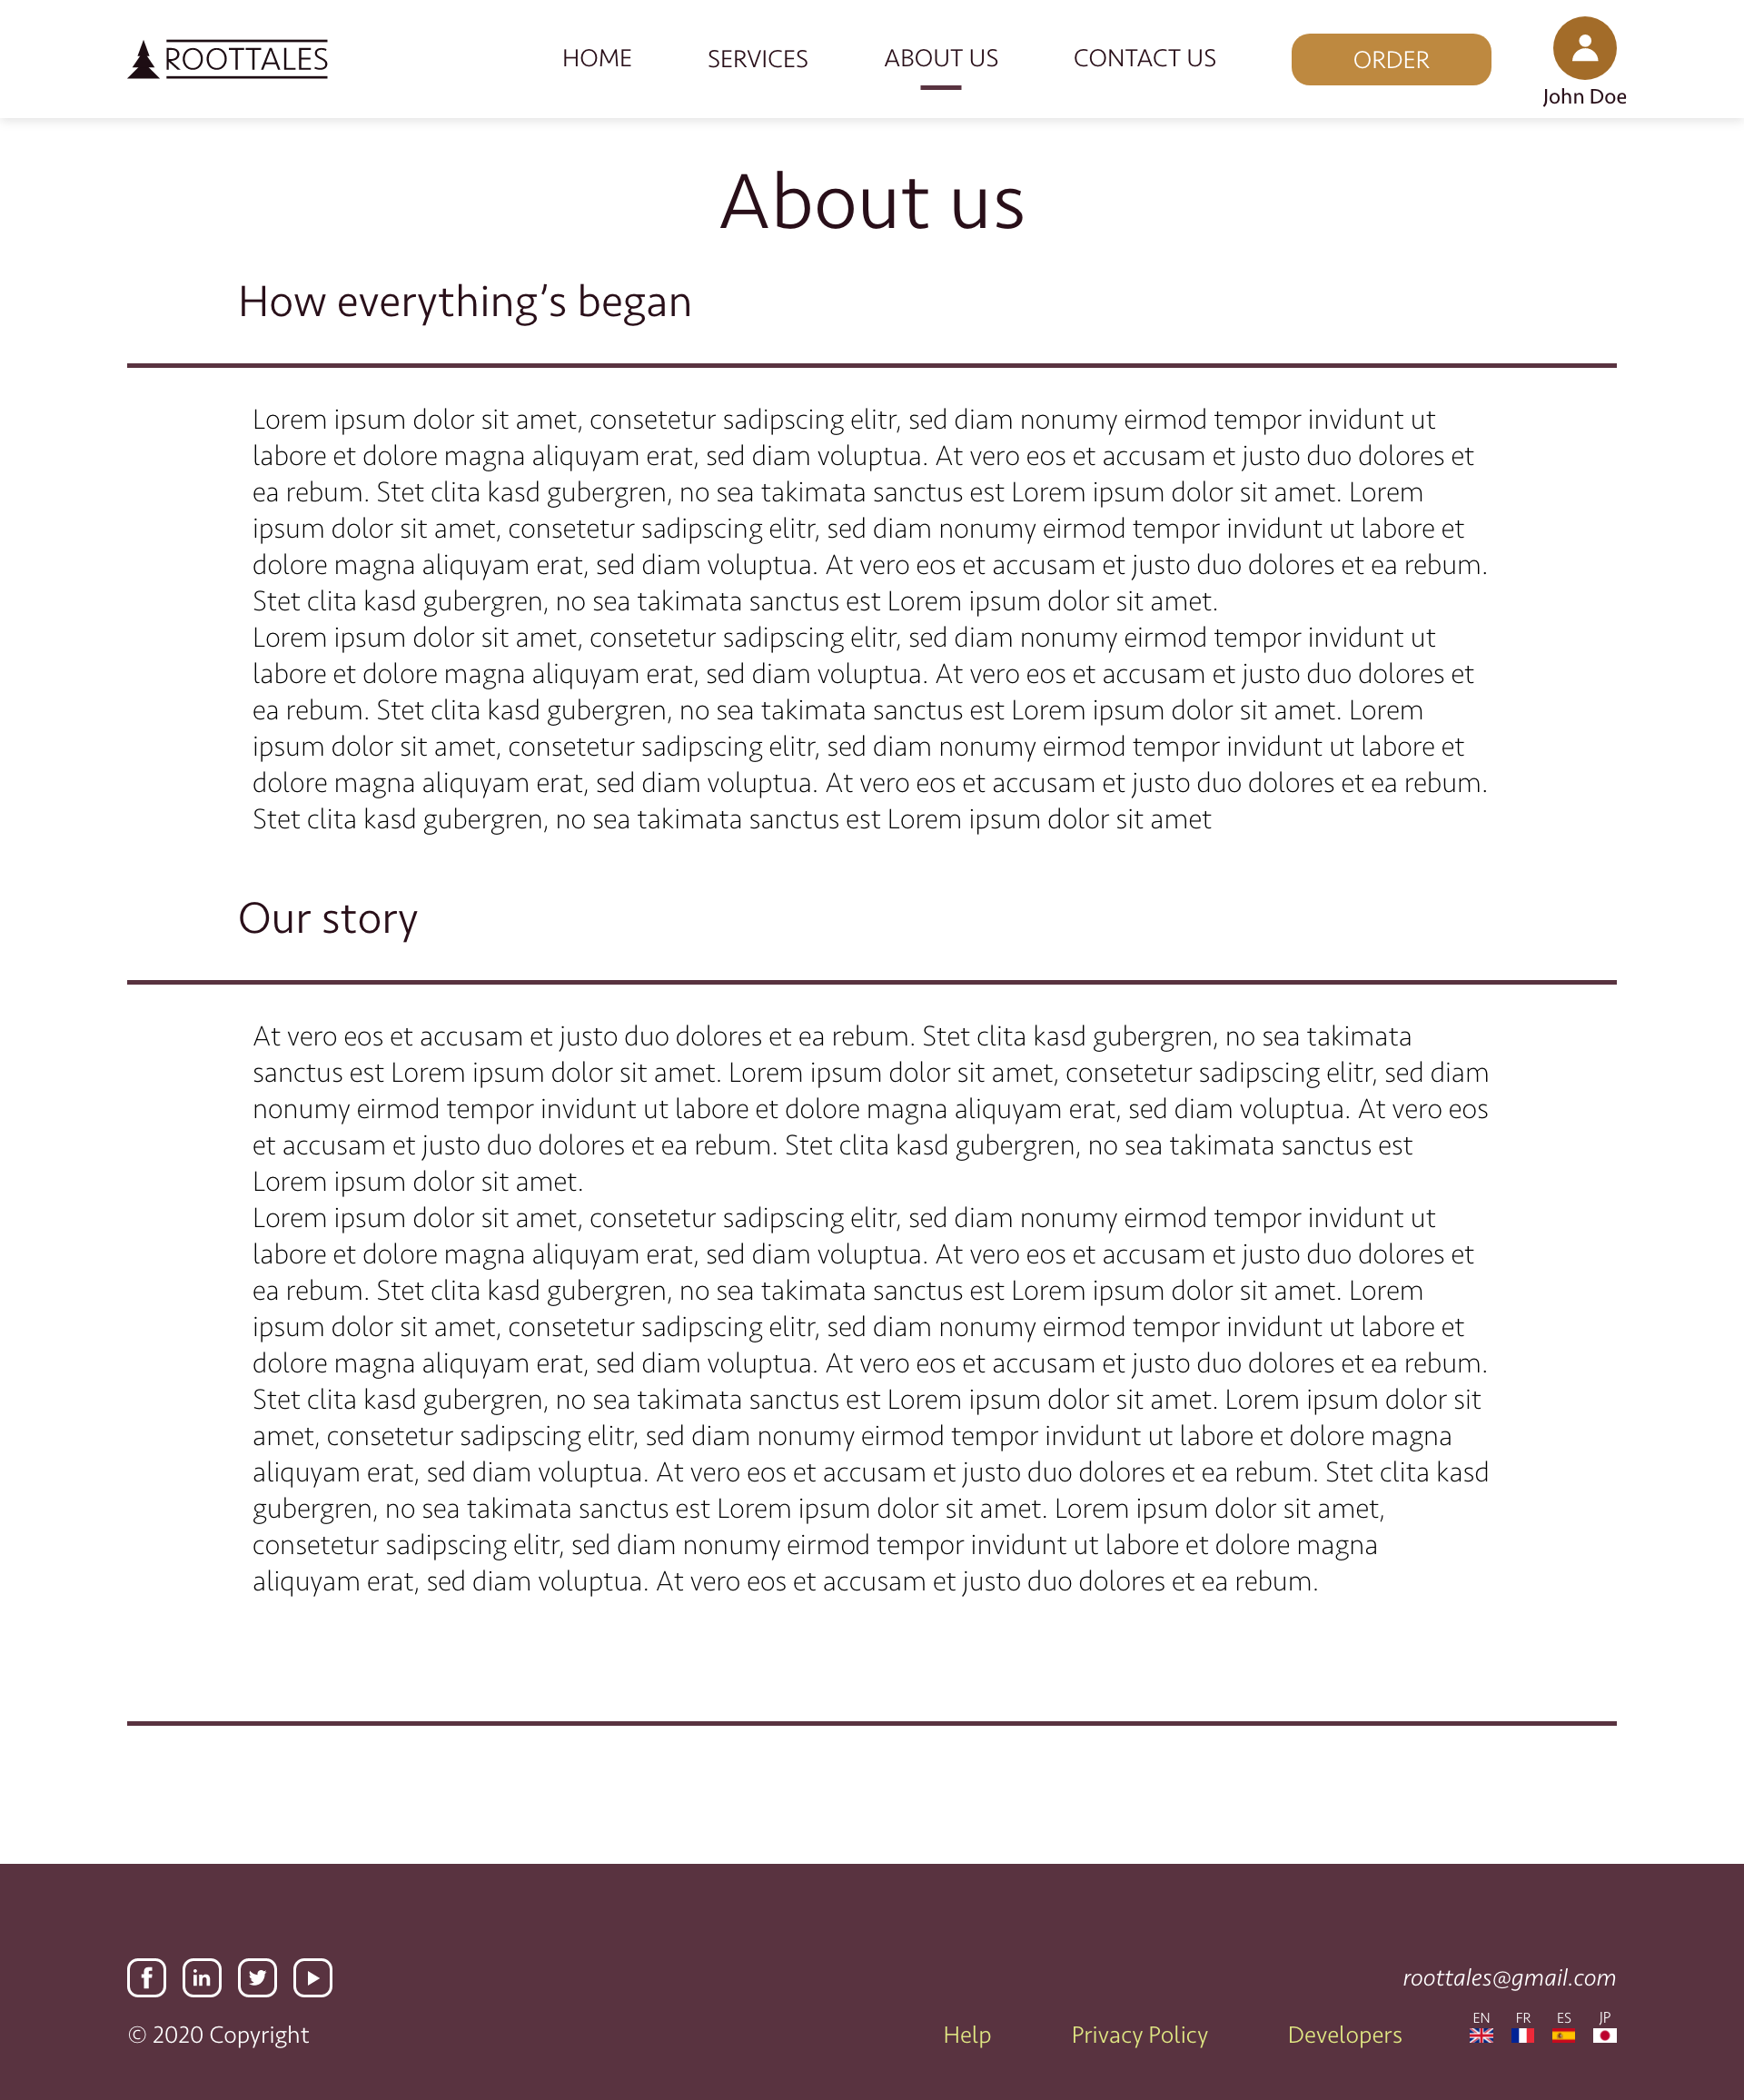 ROOTTALES
HOME
SERVICES
ABOUT US
CONTACT US
ORDER
John Doe
About us
How everything’s began
Lorem ipsum dolor sit amet, consetetur sadipscing elitr, sed diam nonumy eirmod tempor invidunt ut
labore et dolore magna aliquyam erat, sed diam voluptua. At vero eos et accusam et justo duo dolores et
ea rebum. Stet clita kasd gubergren, no sea takimata sanctus est Lorem ipsum dolor sit amet. Lorem
ipsum dolor sit amet, consetetur sadipscing elitr, sed diam nonumy eirmod tempor invidunt ut labore et
dolore magna aliquyam erat, sed diam voluptua. At vero eos et accusam et justo duo dolores et ea rebum.
Stet clita kasd gubergren, no sea takimata sanctus est Lorem ipsum dolor sit amet.
Lorem ipsum dolor sit amet, consetetur sadipscing elitr, sed diam nonumy eirmod tempor invidunt ut
labore et dolore magna aliquyam erat, sed diam voluptua. At vero eos et accusam et justo duo dolores et
ea rebum. Stet clita kasd gubergren, no sea takimata sanctus est Lorem ipsum dolor sit amet. Lorem
ipsum dolor sit amet, consetetur sadipscing elitr, sed diam nonumy eirmod tempor invidunt ut labore et
dolore magna aliquyam erat, sed diam voluptua. At vero eos et accusam et justo duo dolores et ea rebum.
Stet clita kasd gubergren, no sea takimata sanctus est Lorem ipsum dolor sit amet
Our story
At vero eos et accusam et justo duo dolores et ea rebum. Stet clita kasd gubergren, no sea takimata
sanctus est Lorem ipsum dolor sit amet. Lorem ipsum dolor sit amet, consetetur sadipscing elitr, sed diam
nonumy eirmod tempor invidunt ut labore et dolore magna aliquyam erat, sed diam voluptua. At vero eos
et accusam et justo duo dolores et ea rebum. Stet clita kasd gubergren, no sea takimata sanctus est
Lorem ipsum dolor sit amet.
Lorem ipsum dolor sit amet, consetetur sadipscing elitr, sed diam nonumy eirmod tempor invidunt ut
labore et dolore magna aliquyam erat, sed diam voluptua. At vero eos et accusam et justo duo dolores et
ea rebum. Stet clita kasd gubergren, no sea takimata sanctus est Lorem ipsum dolor sit amet. Lorem
ipsum dolor sit amet, consetetur sadipscing elitr, sed diam nonumy eirmod tempor invidunt ut labore et
dolore magna aliquyam erat, sed diam voluptua. At vero eos et accusam et justo duo dolores et ea rebum.
Stet clita kasd gubergren, no sea takimata sanctus est Lorem ipsum dolor sit amet. Lorem ipsum dolor sit
amet, consetetur sadipscing elitr, sed diam nonumy eirmod tempor invidunt ut labore et dolore magna
aliquyam erat, sed diam voluptua. At vero eos et accusam et justo duo dolores et ea rebum. Stet clita kasd
gubergren, no sea takimata sanctus est Lorem ipsum dolor sit amet. Lorem ipsum dolor sit amet,
consetetur sadipscing elitr, sed diam nonumy eirmod tempor invidunt ut labore et dolore magna
aliquyam erat, sed diam voluptua. At vero eos et accusam et justo duo dolores et ea rebum.
roottales@gmail.com
© 2020 Copyright
Help
Privacy Policy
Developers
EN
FR
ES
JP